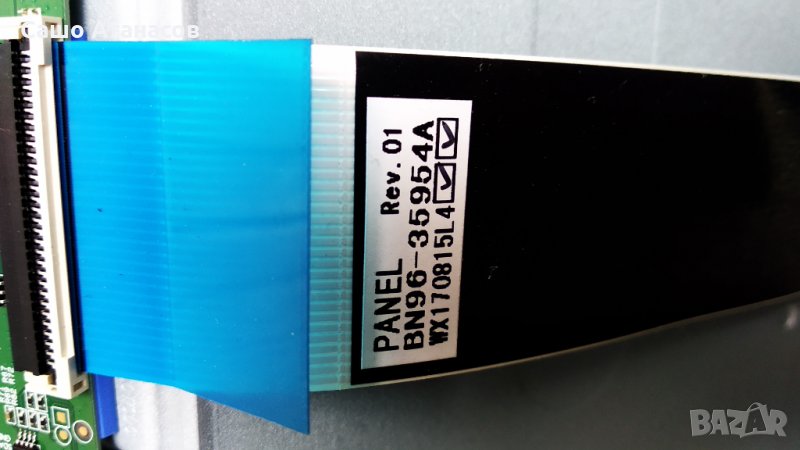 Сашо Атанасов
PANEL Rev.01
BN96-35954A
WX170815L4
BAZAR